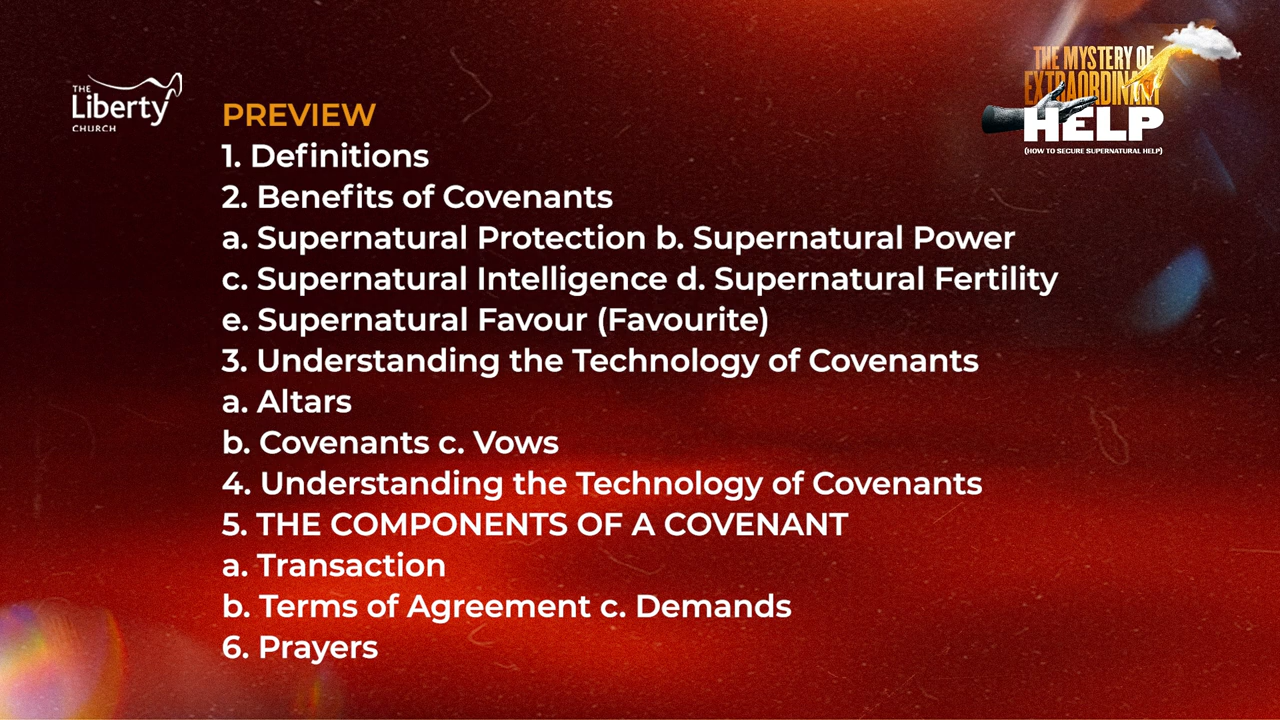 THE
Liberty
CHURCH
THE MYSTERY OF
EXTRAORDINARY
HELP
(HOW TO SECURE SUPERNATURAL HELP)
PREVIEW
1. Definitions
2. Benefits of Covenants
a. Supernatural Protection b. Supernatural Power
c. Supernatural Intelligence d. Supernatural Fertility
e. Supernatural Favour (Favourite)
3. Understanding the Technology of Covenants
a. Altars
b. Covenants c. Vows
4. Understanding the Technology of Covenants
5. THE COMPONENTS OF A COVENANT
a. Transaction
b. Terms of Agreement c. Demands
6. Prayers